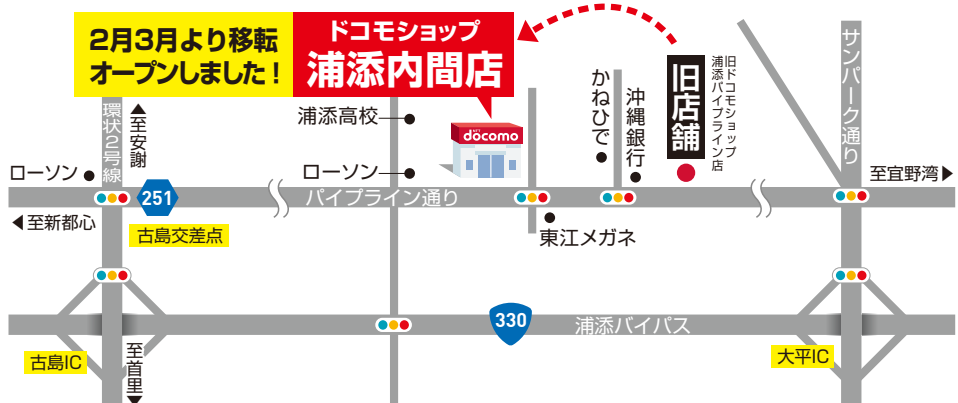 2月3月より移転
オープンしました!
ドコモショップ
浦添内間店
旧店舗
旧ドコモショップ
浦添パイプライン店
サンパーク通り
環状2号線
▲至安謝
浦添高校
NTT
docomo
かねひで
沖縄銀行
ローソン
ローソン
至宜野湾▶
251
パイプライン通り
◀至新都心
古島交差点
東江メガネ
330
浦添バイパス
古島IC
至首里▼
大平IC